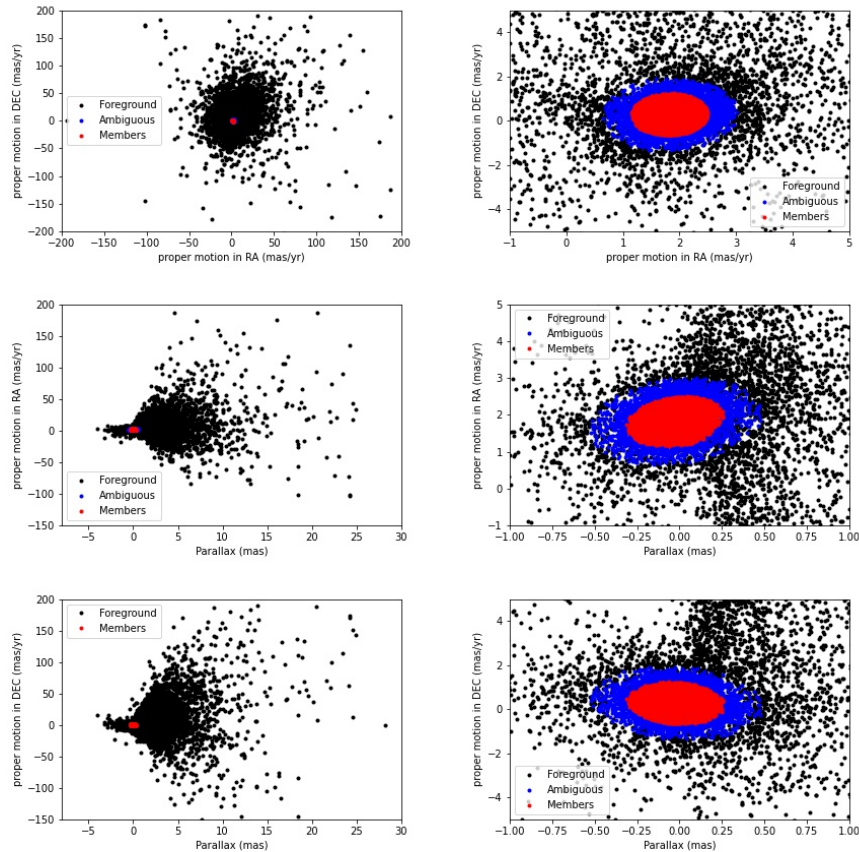 200
150
100
50
0
−50
−100
−150
−200
proper motion in DEC (mas/yr)
Foreground
Ambiguous
Members
−200 −150 −100 −50 0 50 100 150 200
proper motion in RA (mas/yr)
4
2
0
−2
−4
proper motion in DEC (mas/yr)
Foreground
Ambiguous
Members
−1 0 1 2 3 4 5
proper motion in RA (mas/yr)
200
150
100
50
0
−50
−100
−150
proper motion in RA (mas/yr)
Foreground
Ambiguous
Members
−5 0 5 10 15 20 25 30
Parallax (mas)
5
4
3
2
1
0
−1
proper motion in RA (mas/yr)
Foreground
Ambiguous
Members
−1.00 −0.75 −0.50 −0.25 0.00 0.25 0.50 0.75 1.00
Parallax (mas)
200
150
100
50
0
−50
−100
−150
proper motion in DEC (mas/yr)
Foreground
Members
−5 0 5 10 15 20 25 30
Parallax (mas)
4
2
0
−2
−4
proper motion in DEC (mas/yr)
Foreground
Ambiguous
Members
−1.00 −0.75 −0.50 −0.25 0.00 0.25 0.50 0.75 1.00
Parallax (mas)